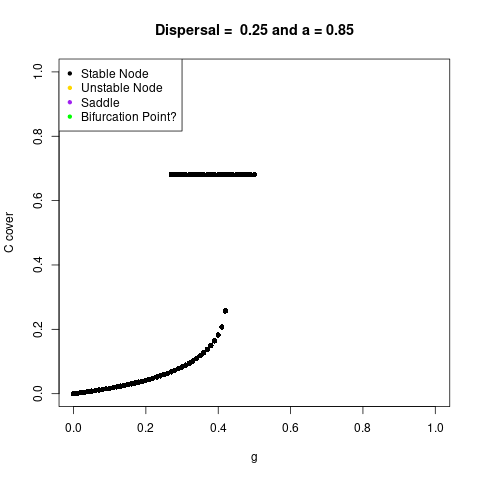 Dispersal =  0.25 and a = 0.85
Stable Node
Unstable Node
Saddle
Bifurcation Point?
C cover
1.0
0.8
0.6
0.4
0.2
0.0
0.0 0.2 0.4 0.6 0.8 1.0
g